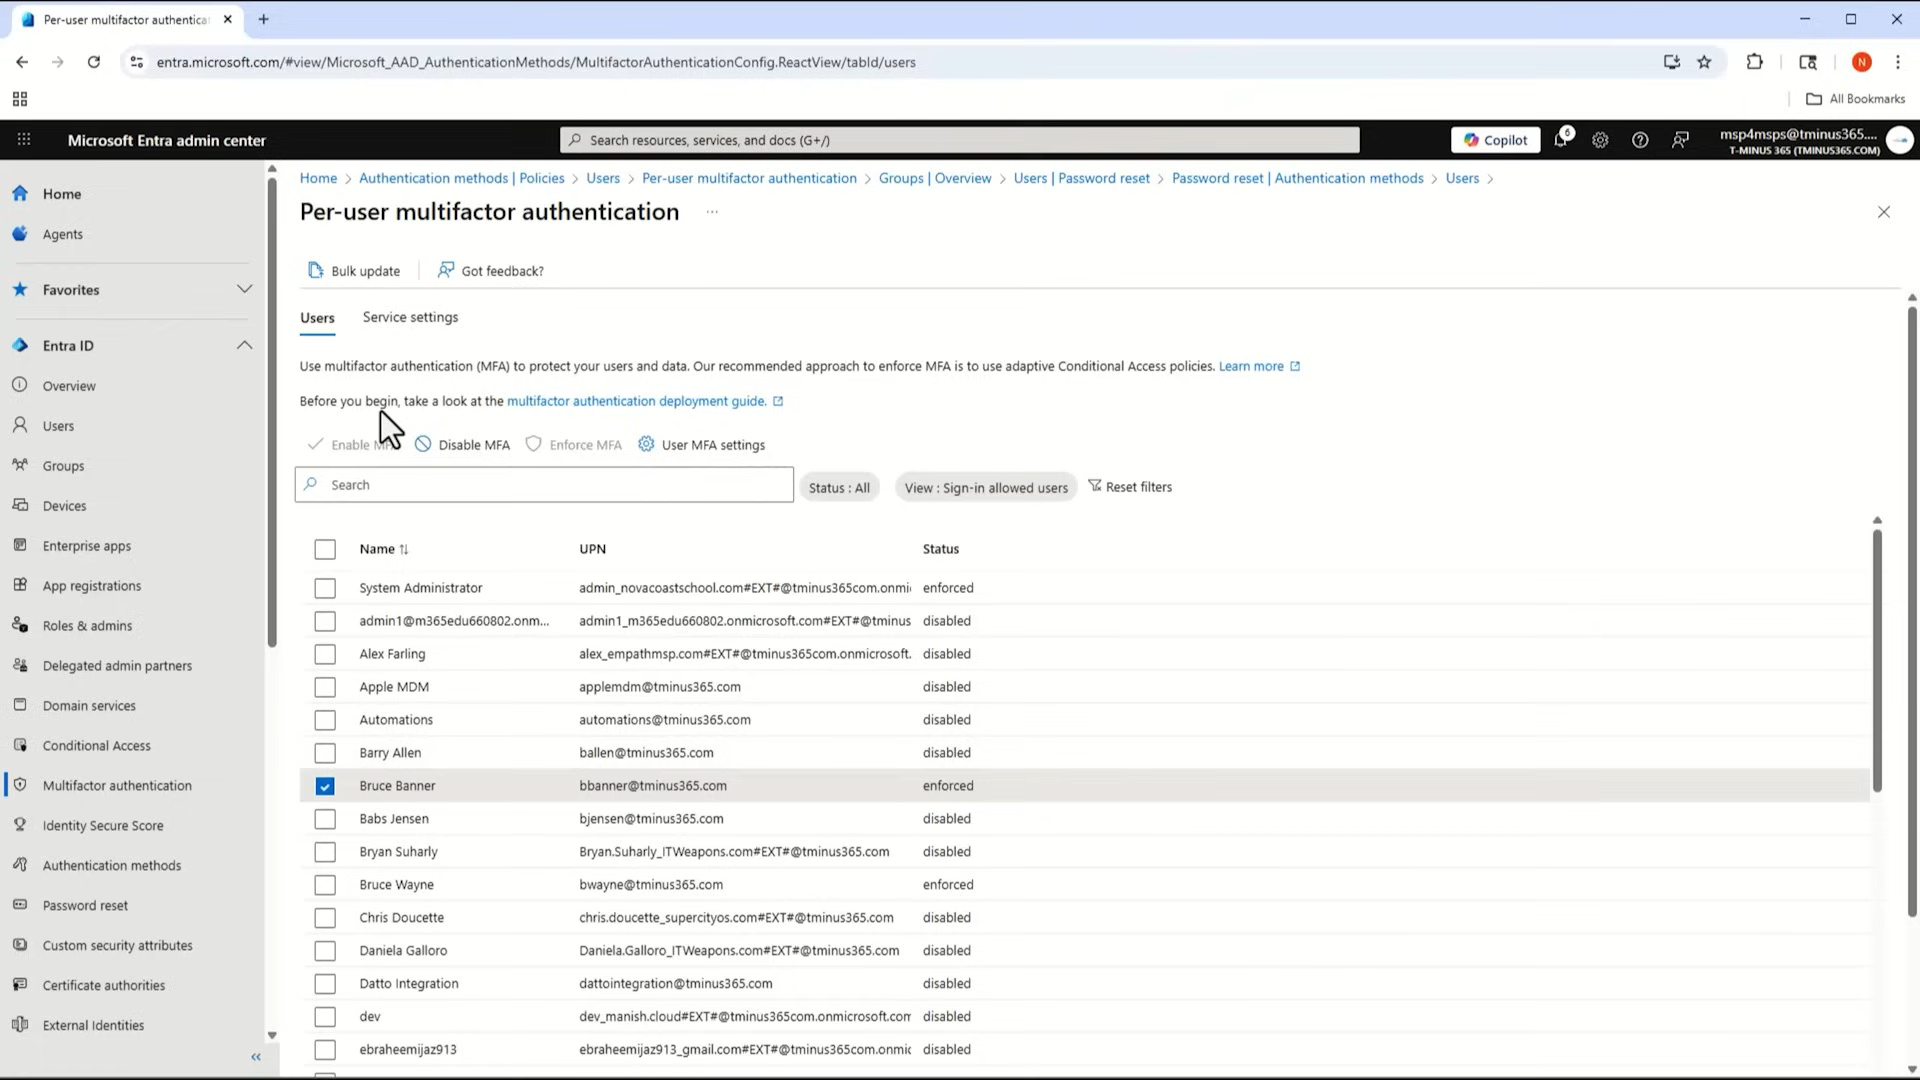 Per-user multifactor authentica
entra.microsoft.com/#view/Microsoft_AAD_AuthenticationMethods/MultifactorAuthenticationConfig.ReactView/tabId/users
N
All Bookmarks
Microsoft Entra admin center
Search resources, services, and docs (G+/)
Copilot
6
msp4msps@tminus365....
T-MINUS 365 (TMINUS365.COM)
Home
Agents
Favorites
Entra ID
Overview
Users
Groups
Devices
Enterprise apps
App registrations
Roles & admins
Delegated admin partners
Domain services
Conditional Access
Multifactor authentication
Identity Secure Score
Authentication methods
Password reset
Custom security attributes
Certificate authorities
External Identities
Home > Authentication methods | Policies > Users > Per-user multifactor authentication > Groups | Overview > Users | Password reset > Password reset | Authentication methods > Users >
Per-user multifactor authentication ...
Bulk update Got feedback?
Users Service settings
Use multifactor authentication (MFA) to protect your users and data. Our recommended approach to enforce MFA is to use adaptive Conditional Access policies. Learn more
Before you begin, take a look at the multifactor authentication deployment guide.
Enable Disable MFA Enforce MFA User MFA settings
Search Status : All View : Sign-in allowed users Reset filters
Name UPN Status
System Administrator admin_novacoastschool.com#EXT#@tminus365com.onmi enforced
admin1@m365edu660802.onm... admin1_m365edu660802.onmicrosoft.com#EXT#@tminus disabled
Alex Farling alex_empathmsp.com#EXT#@tminus365com.onmicrosoft. disabled
Apple MDM applemdm@tminus365.com disabled
Automations automations@tminus365.com disabled
Barry Allen ballen@tminus365.com disabled
Bruce Banner bbanner@tminus365.com enforced
Babs Jensen bjensen@tminus365.com disabled
Bryan Suharly Bryan.Suharly_ITWeapons.com#EXT#@tminus365.com disabled
Bruce Wayne bwayne@tminus365.com enforced
Chris Doucette chris.doucette_supercityos.com#EXT#@tminus365.com disabled
Daniela Galloro Daniela.Galloro_ITWeapons.com#EXT#@tminus365.com disabled
Datto Integration dattointegration@tminus365.com disabled
dev dev_manish.cloud#EXT#@tminus365com.onmicrosoft.com disabled
ebraheemijaz913 ebraheemijaz913_gmail.com#EXT#@tminus365com.onmic disabled